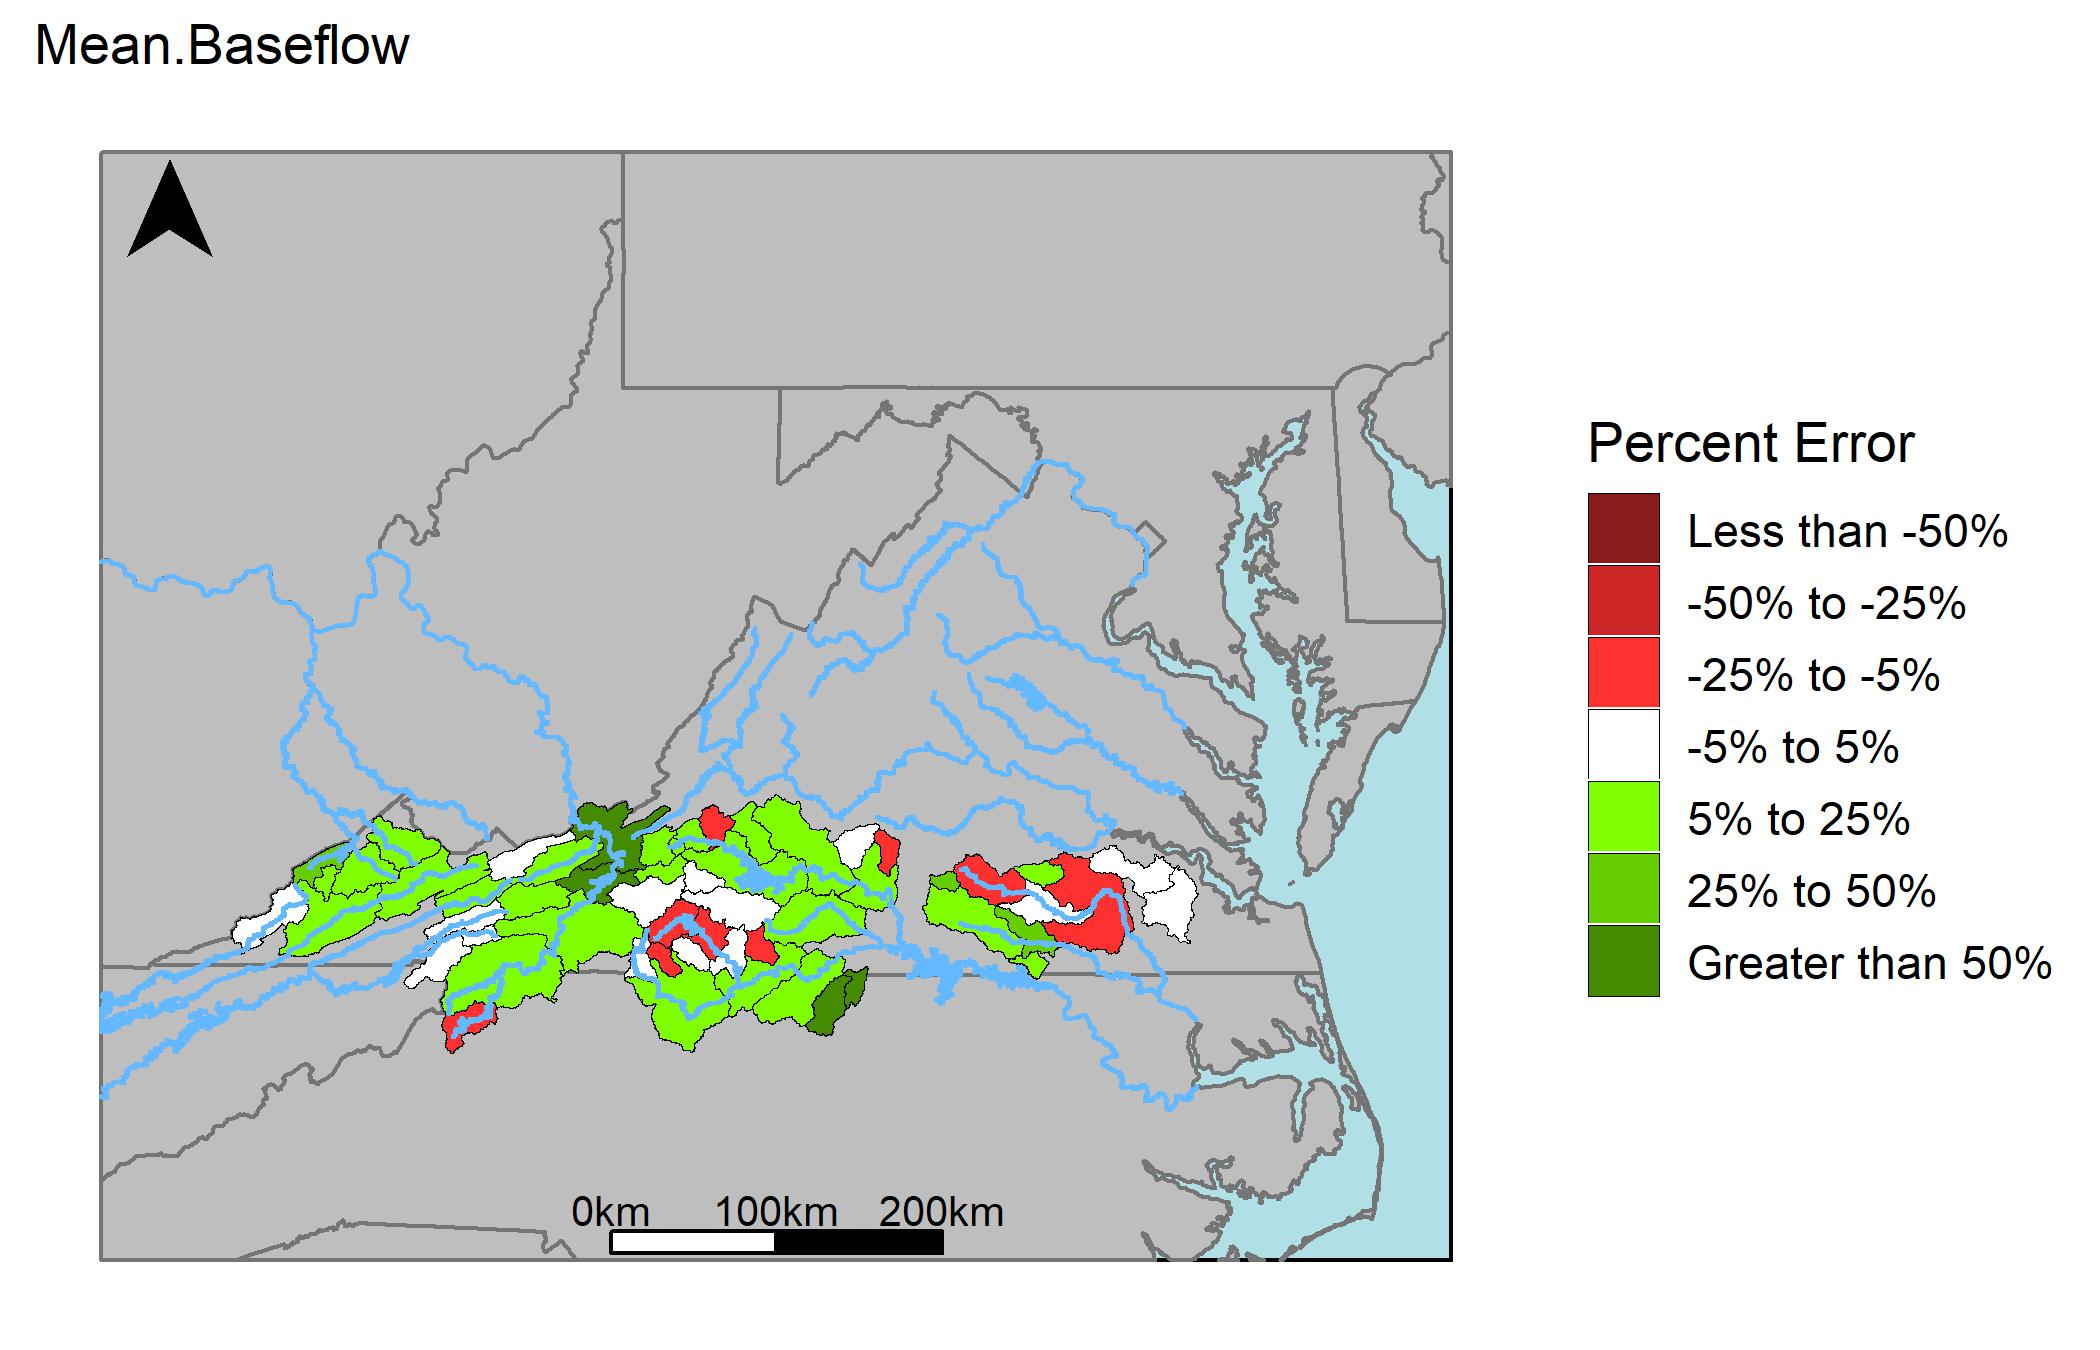 Mean.Baseflow
Percent Error
Less than -50%
-50% to -25%
-25% to -5%
-5% to 5%
5% to 25%
25% to 50%
Greater than 50%
0km 100km 200km